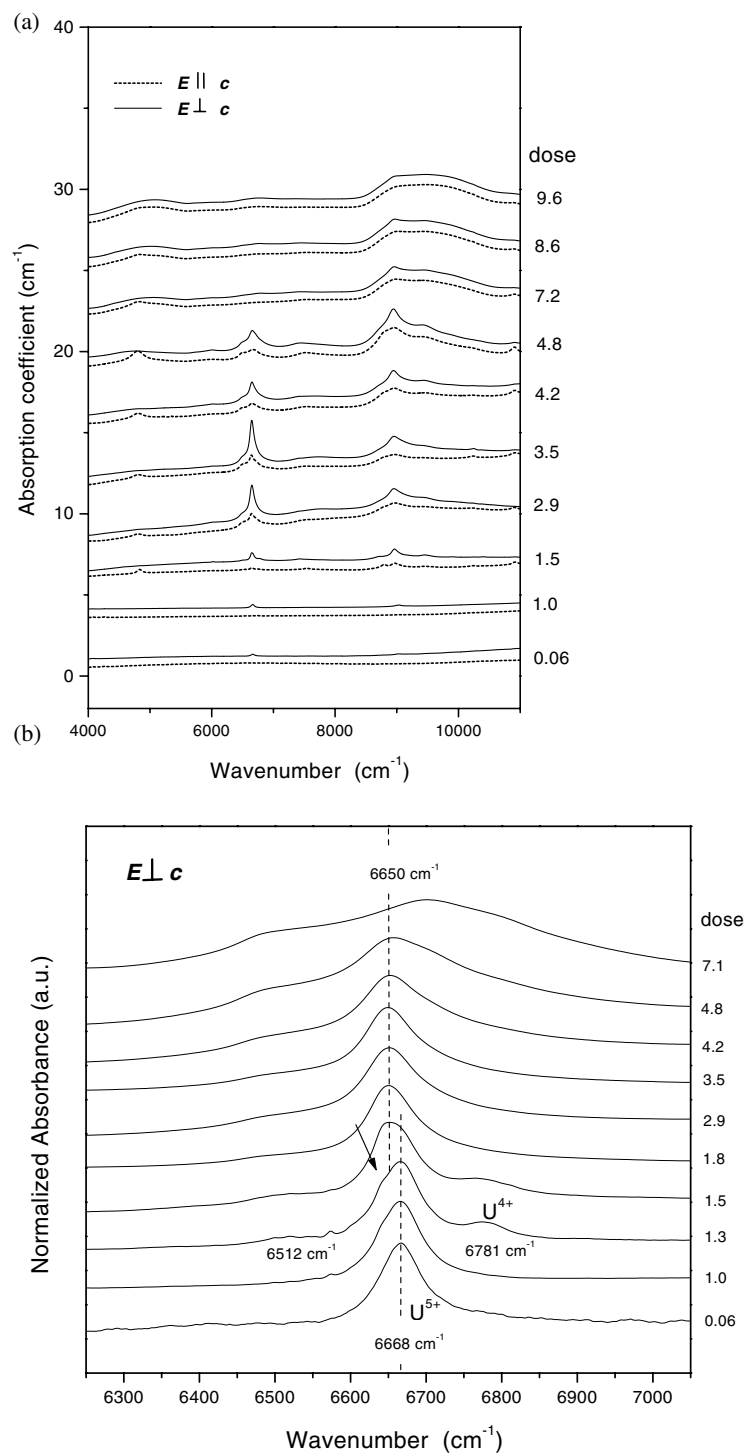 (a)
40
E || c
E ⊥ c
dose
30
9.6
8.6
7.2
20
4.8
4.2
3.5
10
2.9
1.5
1.0
0
0.06
Absorption coefficient (cm⁻¹)
4000 6000 8000 10000
Wavenumber (cm⁻¹)
(b)
E⊥ c
6650 cm⁻¹
dose
7.1
4.8
4.2
3.5
2.9
1.8
1.5
U⁴⁺
1.3
6512 cm⁻¹
6781 cm⁻¹
1.0
U⁵⁺
0.06
6668 cm⁻¹
Normalized Absorbance (a.u.)
6300 6400 6500 6600 6700 6800 6900 7000
Wavenumber (cm⁻¹)